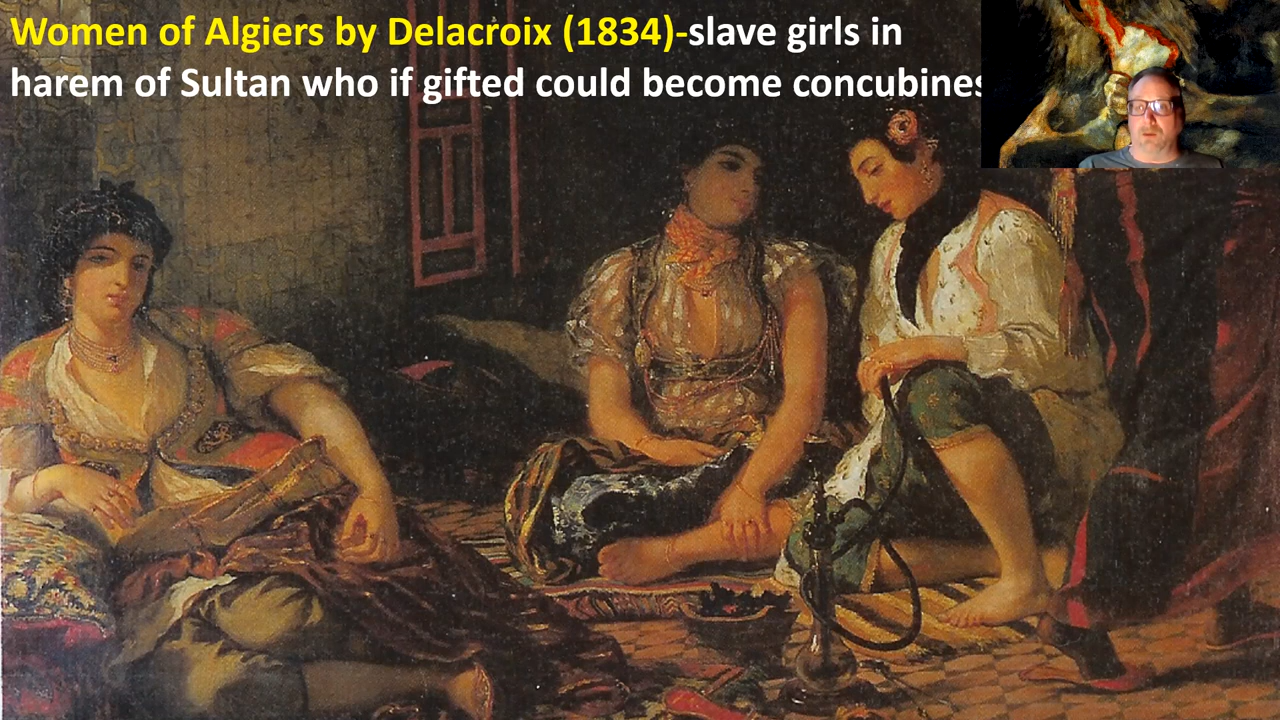 Women of Algiers by Delacroix (1834)-slave girls in
harem of Sultan who if gifted could become concubines